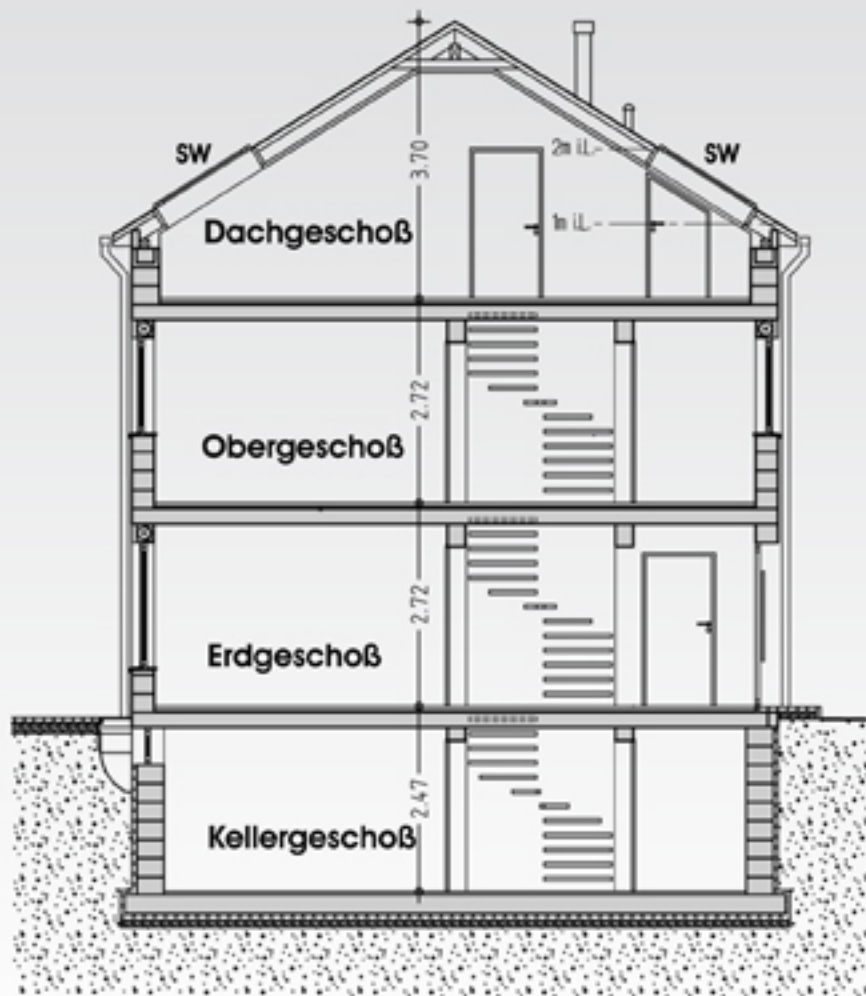 SW
3.70
2m i.L.
SW
Dachgeschoß
1m i.L.
2.72
Obergeschoß
2.72
Erdgeschoß
2.47
Kellergeschoß